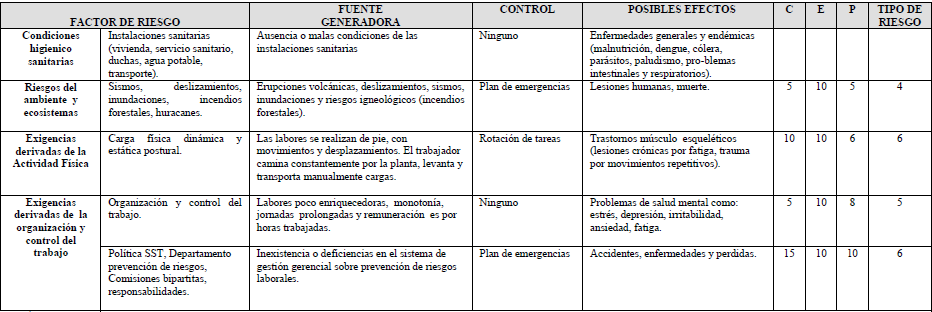 FACTOR DE RIESGO
FUENTE
GENERADORA
CONTROL
POSIBLES EFECTOS
C
E
P
TIPO DE
RIESGO
Condiciones
higienico
sanitarias
Instalaciones sanitarias
(vivienda, servicio sanitario,
duchas, agua potable,
transporte).
Ausencia o malas condiciones de las
instalaciones sanitarias
Ninguno
Enfermedades generales y endémicas
(malnutrición, dengue, cólera,
parásitos, paludismo, pro-blemas
intestinales y respiratorios).
Riesgos del
ambiente y
ecosistemas
Sismos, deslizamientos,
inundaciones, incendios
forestales, huracanes.
Erupciones volcánicas, deslizamientos, sismos,
inundaciones y riesgos igneológicos (incendios
forestales).
Plan de emergencias
Lesiones humanas, muerte.
5
10
5
4
Exigencias
derivadas de la
Actividad Física
Carga física dinámica y
estática postural.
Las labores se realizan de pie, con
movimientos y desplazamientos. El trabajador
camina constantemente por la planta, levanta y
transporta manualmente cargas.
Rotación de tareas
Trastornos músculo esqueléticos
(lesiones crónicas por fatiga, trauma
por movimientos repetitivos).
10
10
6
6
Exigencias
derivadas de la
organización y
control del
trabajo
Organización y control del
trabajo.
Labores poco enriquecedoras, monotonía,
jornadas prolongadas y remuneración es por
horas trabajadas.
Ninguno
Problemas de salud mental como:
estrés, depresión, irritabilidad,
ansiedad, fatiga.
5
10
8
5
Política SST, Departamento
prevención de riesgos,
Comisiones bipartitas,
responsabilidades.
Inexistencia o deficiencias en el sistema de
gestión gerencial sobre prevención de riesgos
laborales.
Plan de emergencias
Accidentes, enfermedades y perdidas.
15
10
10
6